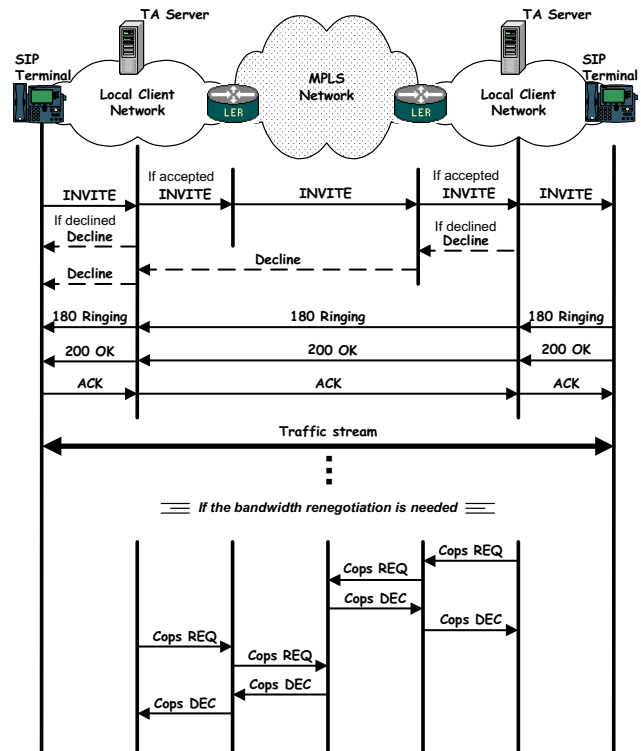 TA Server
TA Server
SIP
Terminal
SIP
Terminal
Local Client
Network
MPLS
Network
Local Client
Network
LER
LER
If accepted
If accepted
INVITE
INVITE
INVITE
INVITE
INVITE
If declined
Decline
If declined
Decline
Decline
Decline
180 Ringing
180 Ringing
180 Ringing
200 OK
200 OK
200 OK
ACK
ACK
ACK
Traffic stream
If the bandwidth renegotiation is needed
Cops REQ
Cops REQ
Cops DEC
Cops DEC
Cops REQ
Cops REQ
Cops DEC
Cops DEC